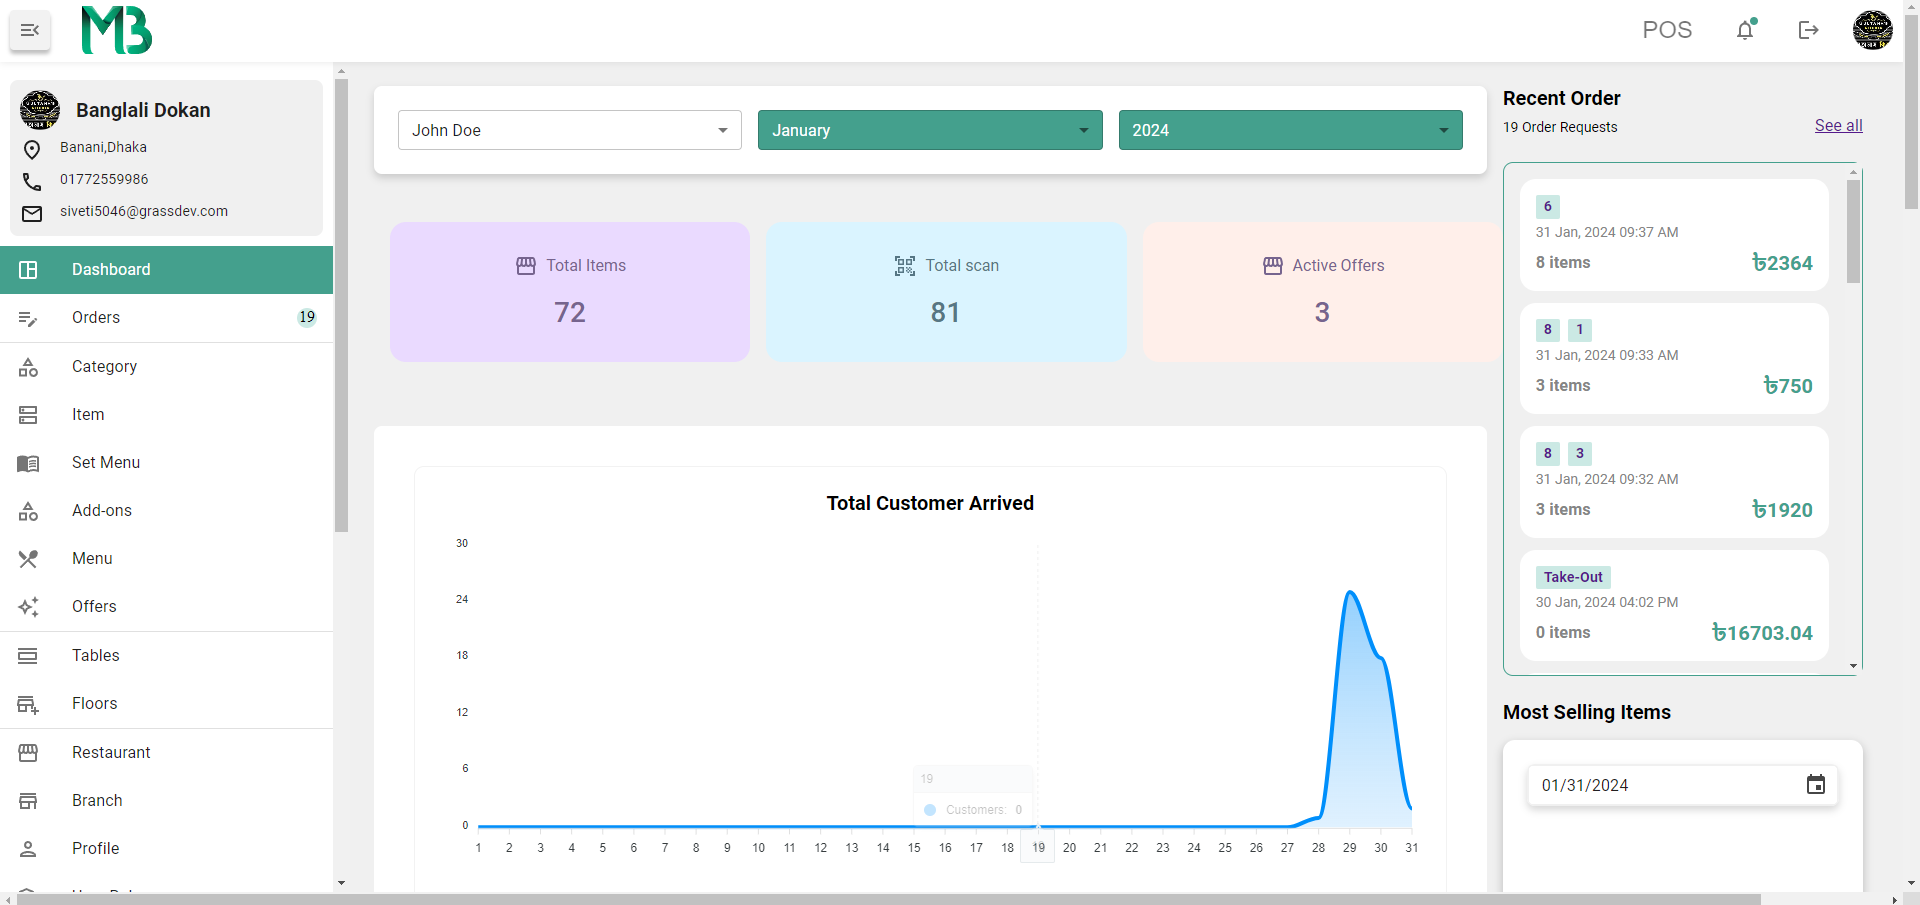 MB
POS
Banglali Dokan
Banani,Dhaka
01772559986
siveti5046@grassdev.com
Dashboard
Orders 19
Category
Item
Set Menu
Add-ons
Menu
Offers
Tables
Floors
Restaurant
Branch
Profile
John Doe
January
2024
Total Items
72
Total scan
81
Active Offers
3
Total Customer Arrived
30
24
18
12
6
0
19
Customers: 0
1 2 3 4 5 6 7 8 9 10 11 12 13 14 15 16 17 18 19 20 21 22 23 24 25 26 27 28 29 30 31
Recent Order
19 Order Requests See all
6
31 Jan, 2024 09:37 AM
8 items ৳2364
8 1
31 Jan, 2024 09:33 AM
3 items ৳750
8 3
31 Jan, 2024 09:32 AM
3 items ৳1920
Take-Out
30 Jan, 2024 04:02 PM
0 items ৳16703.04
Most Selling Items
01/31/2024